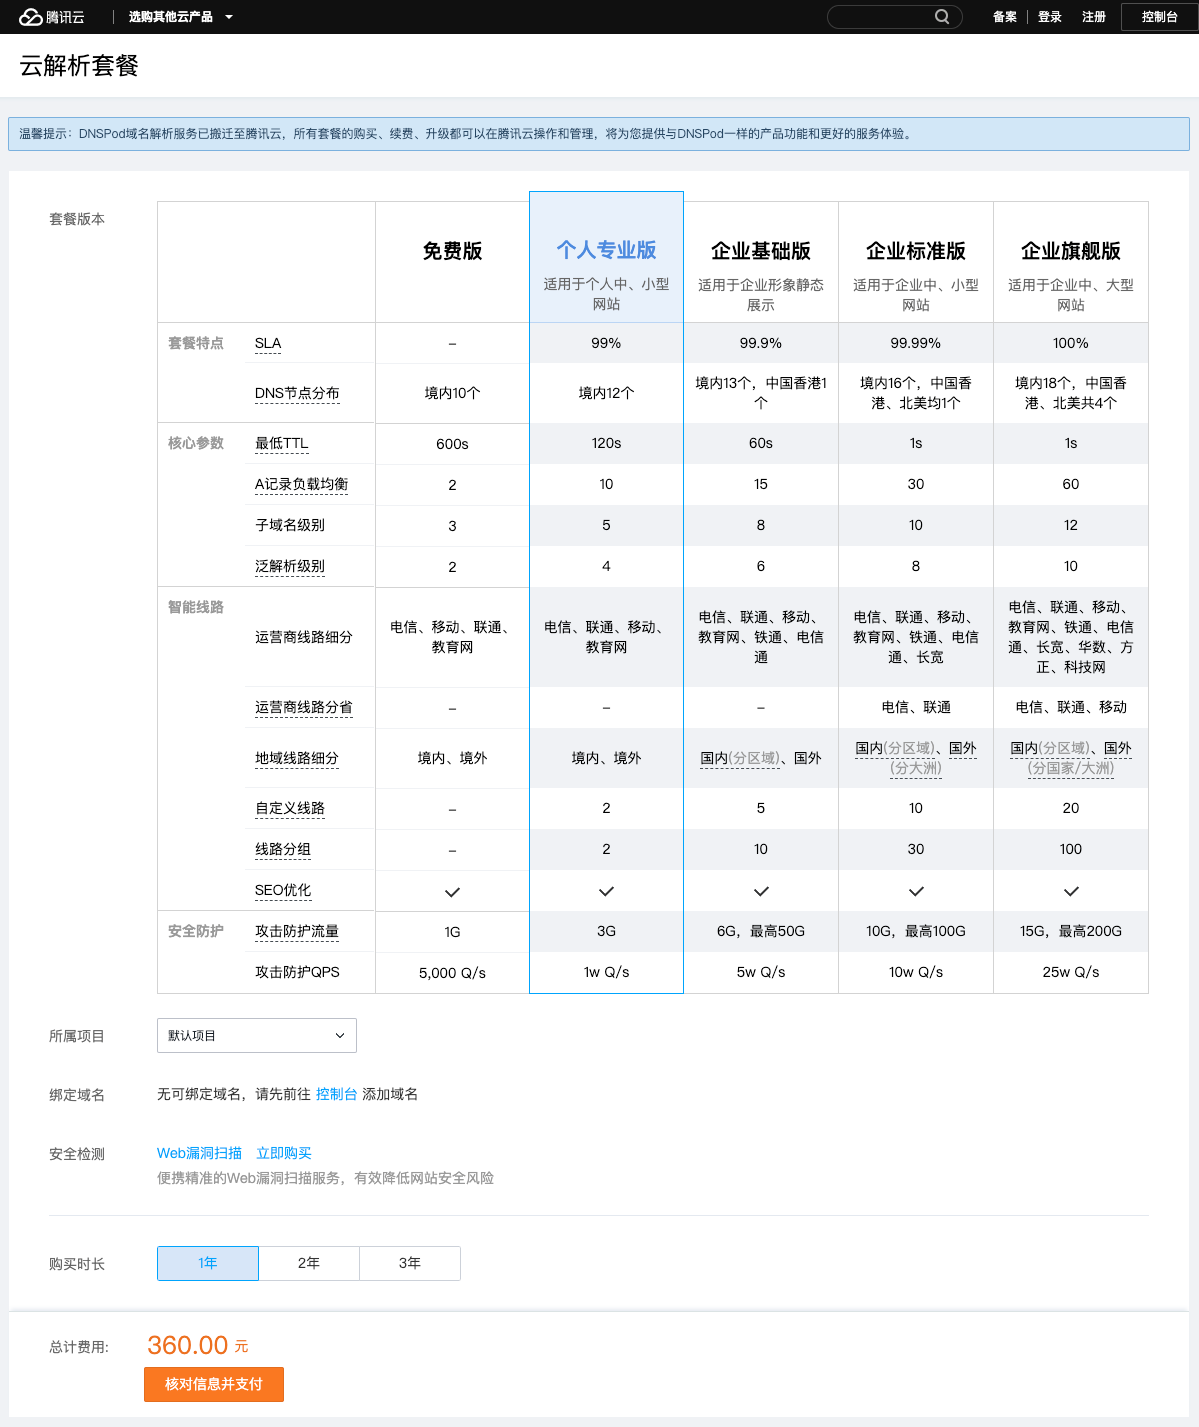 腾讯云 选购其他云产品 备案 登录 注册 控制台
云解析套餐
温馨提示：DNSPod域名解析服务已搬迁至腾讯云，所有套餐的购买、续费、升级都可以在腾讯云操作和管理，将为您提供与DNSPod一样的产品功能和更好的服务体验。
套餐版本
免费版 个人专业版 企业基础版 企业标准版 企业旗舰版
适用于个人中、小型 适用于企业形象静态 适用于企业中、小型 适用于企业中、大型
网站 展示 网站 网站
套餐特点 SLA – 99% 99.9% 99.99% 100%
境内13个，中国香港1 境内16个，中国香 境内18个，中国香
DNS节点分布 境内10个 境内12个
个 港、北美均1个 港、北美共4个
核心参数 最低TTL 600s 120s 60s 1s 1s
A记录负载均衡 2 10 15 30 60
子域名级别 3 5 8 10 12
泛解析级别 2 4 6 8 10
智能线路 电信、联通、移动、
电信、联通、移动、 电信、联通、移动、
电信、移动、联通、 电信、联通、移动、 教育网、铁通、电信
运营商线路细分 教育网、铁通、电信 教育网、铁通、电信
教育网 教育网 通、长宽、华数、方
通 通、长宽
正、科技网
运营商线路分省 – – – 电信、联通 电信、联通、移动
国内(分区域)、国外 国内(分区域)、国外
地域线路细分 境内、境外 境内、境外 国内(分区域)、国外
(分大洲) (分国家/大洲)
自定义线路 – 2 5 10 20
线路分组 – 2 10 30 100
SEO优化
安全防护 攻击防护流量 1G 3G 6G，最高50G 10G，最高100G 15G，最高200G
攻击防护QPS 5,000 Q/s 1w Q/s 5w Q/s 10w Q/s 25w Q/s
所属项目 默认项目
绑定域名 无可绑定域名，请先前往 控制台 添加域名
安全检测 Web漏洞扫描 立即购买
便携精准的Web漏洞扫描服务，有效降低网站安全风险
购买时长 1年 2年 3年
总计费用: 360.00 元
核对信息并支付